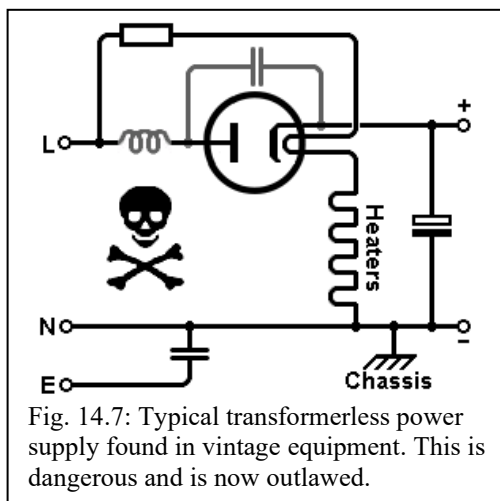 +
L
Heaters
N
-
E
Chassis
Fig. 14.7: Typical transformerless power
supply found in vintage equipment. This is
dangerous and is now outlawed.